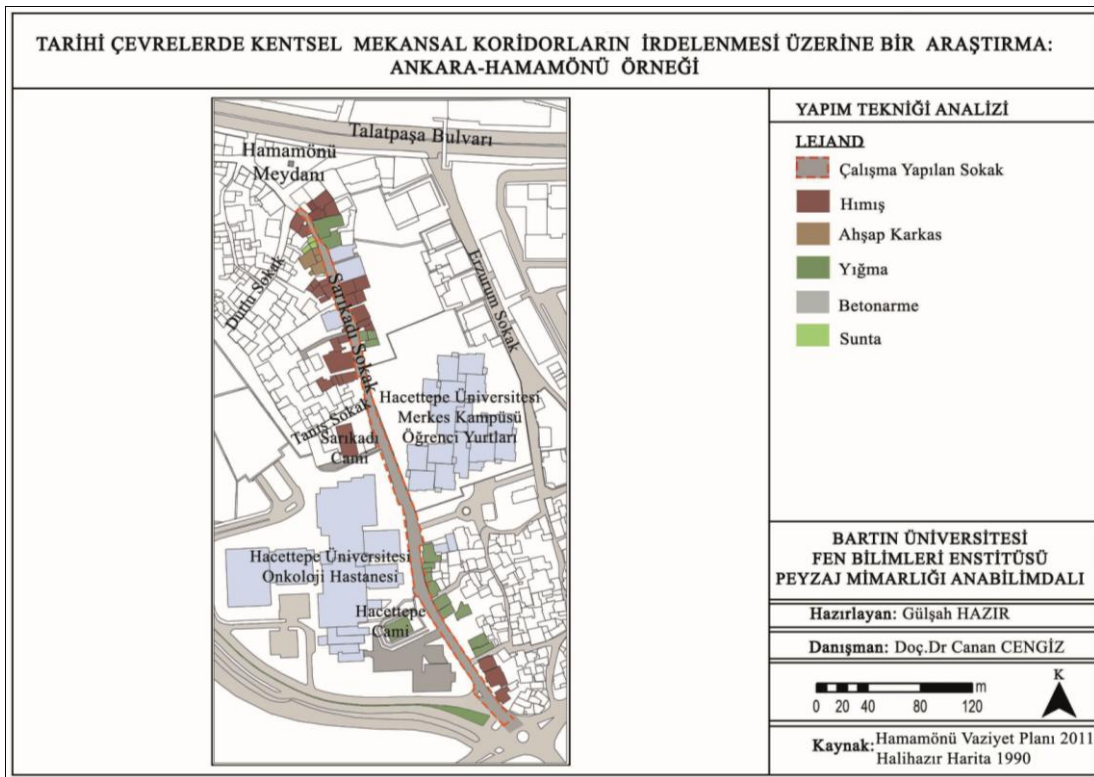 TARİHİ ÇEVRELERDE KENTSEL MEKANSAL KORİDORLARIN İRDELENMESİ ÜZERİNE BİR ARAŞTIRMA:
ANKARA-HAMAMÖNÜ ÖRNEĞİ
Talatpaşa Bulvarı
Hamamönü
Meydanı
Dutlu Sokak
Sarıkadı Sokak
Erzurum Sokak
Hacettepe Üniversitesi
Merkes Kampüsü
Öğrenci Yurtları
Tanış Sokak
Sarıkadı
Cami
Hacettepe Üniversitesi
Onkoloji Hastanesi
Hacettepe
Cami
YAPIM TEKNİĞİ ANALİZİ
LEJAND
Çalışma Yapılan Sokak
Hımış
Ahşap Karkas
Yığma
Betonarme
Sunta
BARTIN ÜNİVERSİTESİ
FEN BİLİMLERİ ENSTİTÜSÜ
PEYZAJ MİMARLIĞI ANABİLİMDALI
Hazırlayan: Gülşah HAZIR
Danışman: Doç.Dr Canan CENGİZ
K
m
0 20 40 80 120
Kaynak: Hamamönü Vaziyet Planı 2011
Halihazır Harita 1990